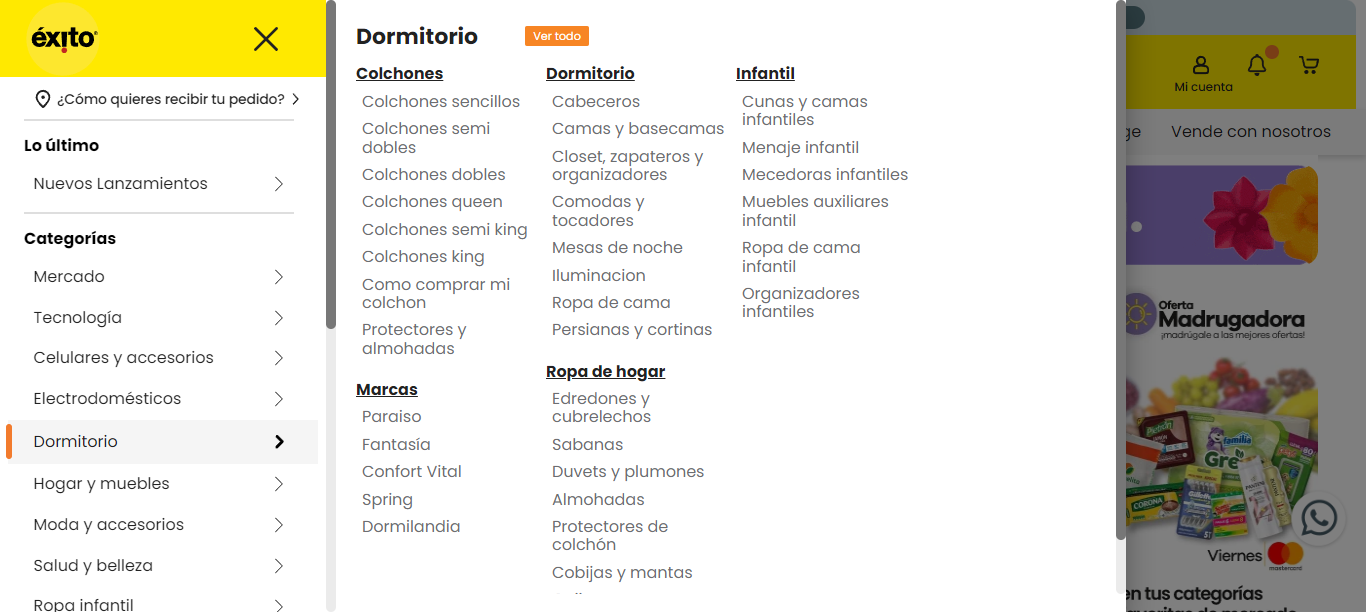 éxito
¿Cómo quieres recibir tu pedido?
Lo último
Nuevos Lanzamientos
Categorías
Mercado
Tecnología
Celulares y accesorios
Electrodomésticos
Dormitorio
Hogar y muebles
Moda y accesorios
Salud y belleza
Ropa infantil
Dormitorio
Ver todo
Colchones
Colchones sencillos
Colchones semi
dobles
Colchones dobles
Colchones queen
Colchones semi king
Colchones king
Como comprar mi
colchon
Protectores y
almohadas
Marcas
Paraiso
Fantasía
Confort Vital
Spring
Dormilandia
Dormitorio
Cabeceros
Camas y basecamas
Closet, zapateros y
organizadores
Comodas y
tocadores
Mesas de noche
Iluminacion
Ropa de cama
Persianas y cortinas
Ropa de hogar
Edredones y
cubrelechos
Sabanas
Duvets y plumones
Almohadas
Protectores de
colchón
Cobijas y mantas
Infantil
Cunas y camas
infantiles
Menaje infantil
Mecedoras infantiles
Muebles auxiliares
infantil
Ropa de cama
infantil
Organizadores
infantiles
Mi cuenta
ge
Vende con nosotros
Oferta
Madrugadora
¡madrúgale a las mejores ofertas!
familia
Gre
CORONA
Gillette
PANTENE
Viernes
mastercard
en tus categorías